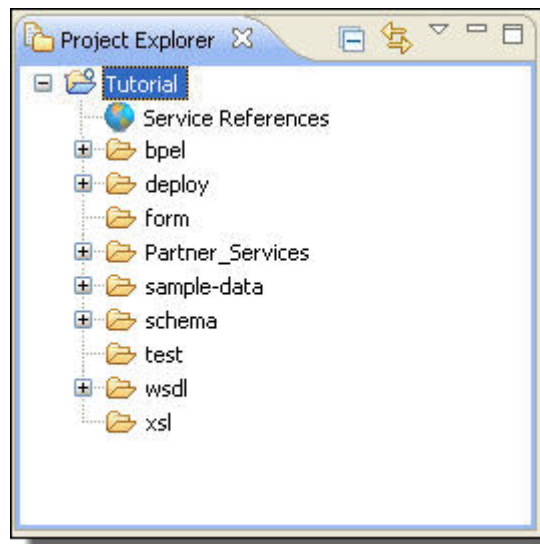 Project Explorer
Tutorial
Service References
bpel
deploy
form
Partner_Services
sample-data
schema
test
wsdl
xsl